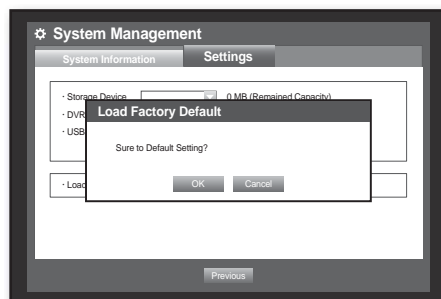 System Management
System Information Settings
· Storage Device 0 MB (Remained Capacity)
· DVR
· USB
Load Factory Default
Sure to Default Setting?
OK Cancel
· Load
Previous